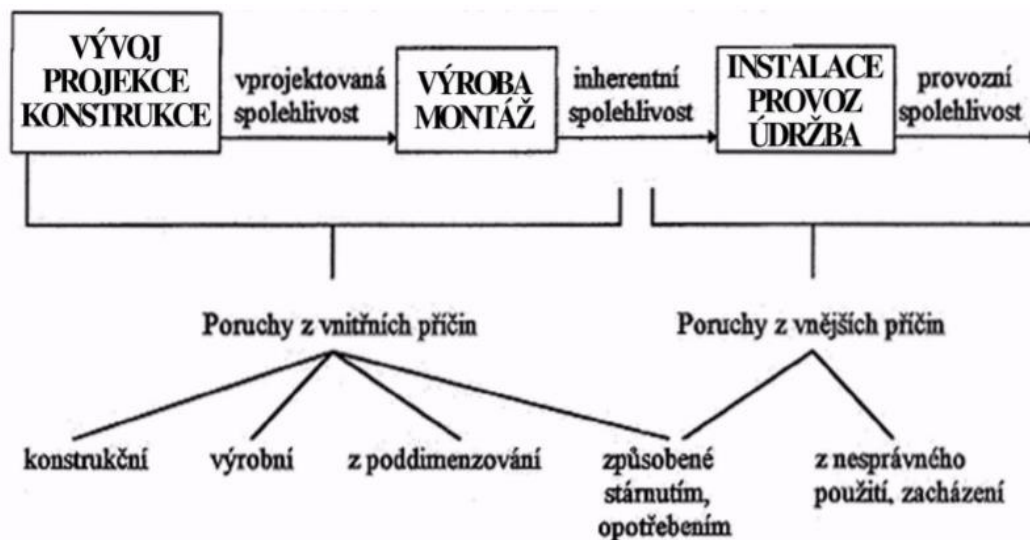 VÝVOJ
PROJEKCE
KONSTRUKCE
vprojektovaná
spolehlivost
VÝROBA
MONTÁŽ
inherentní
spolehlivost
INSTALACE
PROVOZ
ÚDRŽBA
provozní
spolehlivost
Poruchy z vnitřních příčin
Poruchy z vnějších příčin
konstrukční
výrobní
z poddimenzování
způsobené
stárnutím,
opotřebením
z nesprávného
použití, zacházení